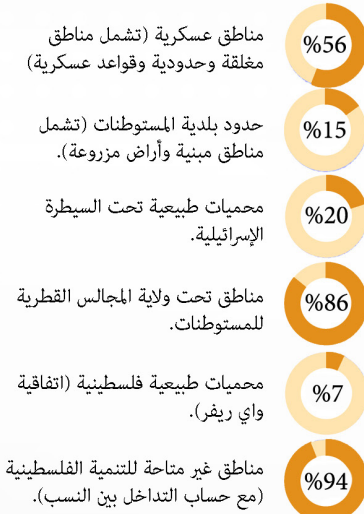 %56
مناطق عسكرية (تشمل مناطق
مغلقة وحدودية وقواعد عسكرية)
%15
حدود بلدية المستوطنات (تشمل
مناطق مبنية وأراض مزروعة).
%20
محميات طبيعية تحت السيطرة
الإسرائيلية.
%86
مناطق تحت ولاية المجالس القطرية
للمستوطنات.
%7
محميات طبيعية فلسطينية (اتفاقية
واي ريفر).
%94
مناطق غير متاحة للتنمية الفلسطينية
(مع حساب التداخل بين النسب).